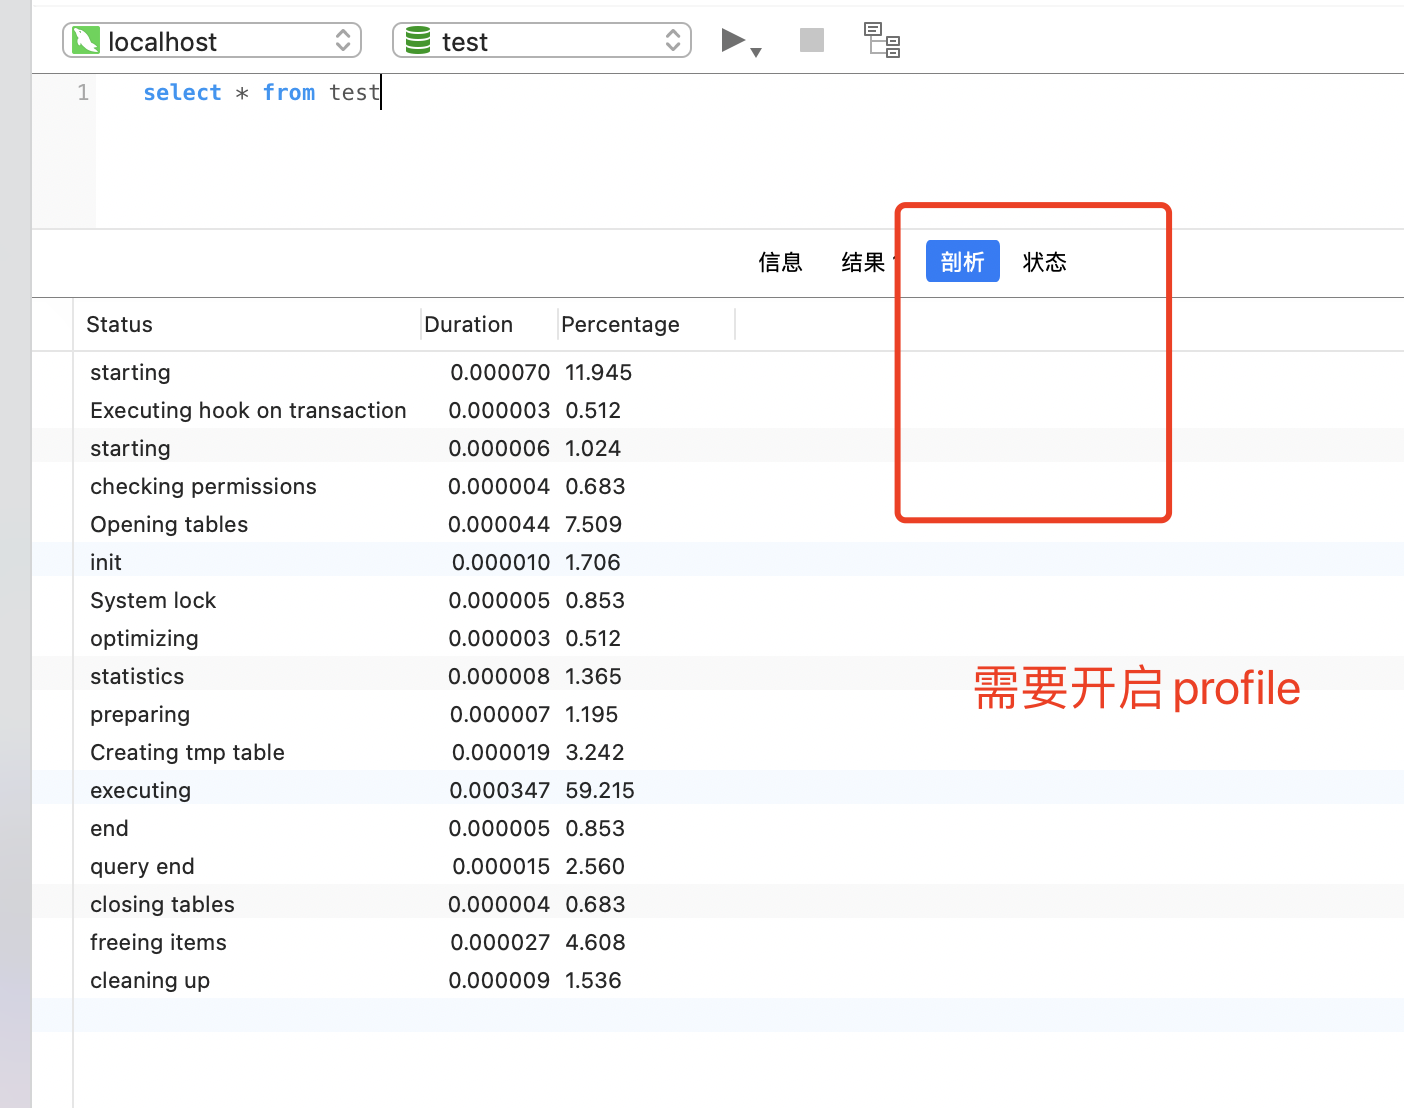 localhost
test
1 select * from test
信息 结果 剖析 状态
Status Duration Percentage
starting 0.000070 11.945
Executing hook on transaction 0.000003 0.512
starting 0.000006 1.024
checking permissions 0.000004 0.683
Opening tables 0.000044 7.509
init 0.000010 1.706
System lock 0.000005 0.853
optimizing 0.000003 0.512
statistics 0.000008 1.365
preparing 0.000007 1.195
Creating tmp table 0.000019 3.242
executing 0.000347 59.215
end 0.000005 0.853
query end 0.000015 2.560
closing tables 0.000004 0.683
freeing items 0.000027 4.608
cleaning up 0.000009 1.536
需要开启profile